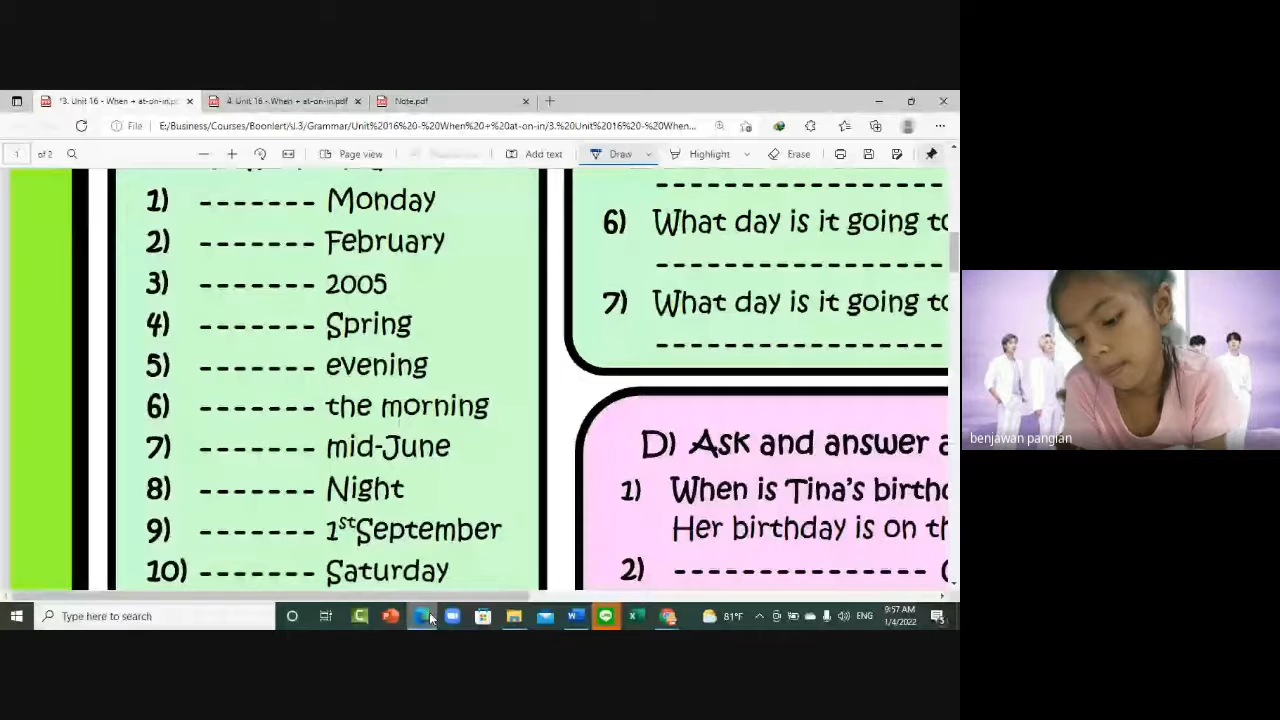 *3. Unit 16 - When + at-on-in.pd
4. Unit 16 - When + at-on-in.pdf
Note.pdf
File
E:/Business/Courses/Boonlert/sl.3/Grammar/Unit%2016%20-%20When%20+%20at-on-in/3.%20Unit%2016%20-%20When...
1
of 2
Page view
Add text
Draw
Highlight
Erase
1) ------- Monday
2) ------- February
3) ------- 2005
4) ------- Spring
5) ------- evening
6) ------- the morning
7) ------- mid-June
8) ------- Night
9) ------- 1stSeptember
10) ------- Saturday
6) What day is it going to
7) What day is it going to
D) Ask and answer a
1) When is Tina's birthd
Her birthday is on th
2) --------------- (
benjawan pangian
Type here to search
81°F
ENG
9:57 AM
1/4/2022